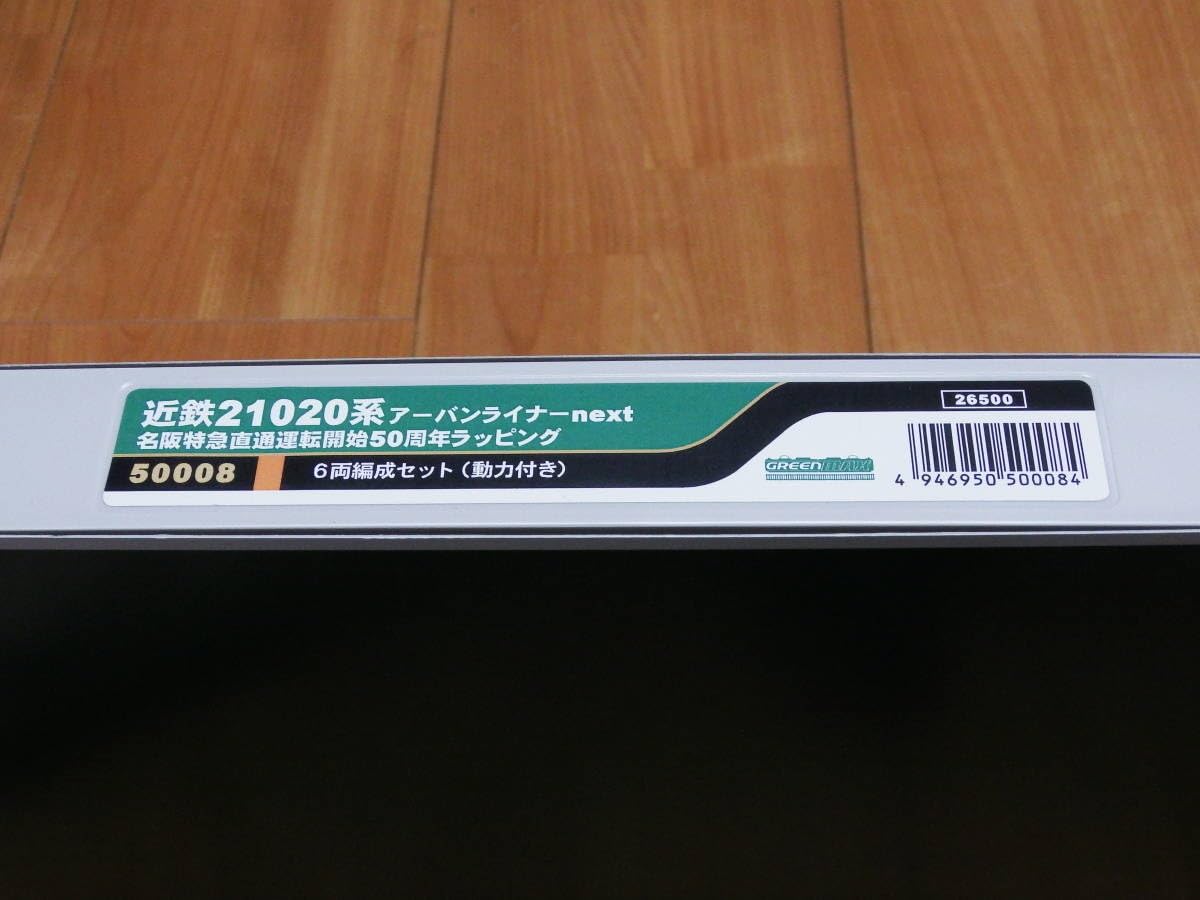 近鉄21020系アーバンライナーnext
名阪特急直通運転開始50周年ラッピング
50008 6両編成セット（動力付き）
26500
GREENMAX
4 946950 500084